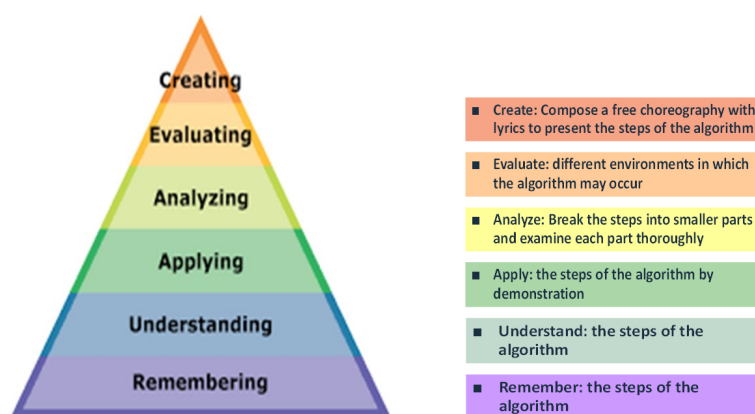 Creating
Evaluating
Analyzing
Applying
Understanding
Remembering
▪ Create: Compose a free choreography with
lyrics to present the steps of the algorithm
▪ Evaluate: different environments in which
the algorithm may occur
▪ Analyze: Break the steps into smaller parts
and examine each part thoroughly
▪ Apply: the steps of the algorithm by
demonstration
▪ Understand: the steps of the
algorithm
▪ Remember: the steps of the
algorithm